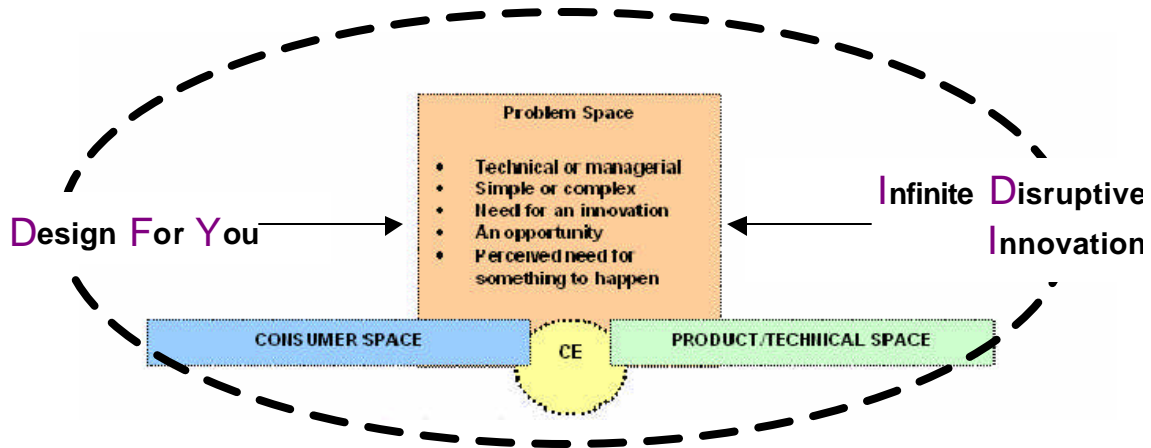 Problem Space
• Technical or managerial
• Simple or complex
• Need for an innovation
• An opportunity
• Perceived need for
something to happen
Design For You
Infinite Disruptive
Innovation
CONSUMER SPACE
CE
PRODUCT/TECHNICAL SPACE